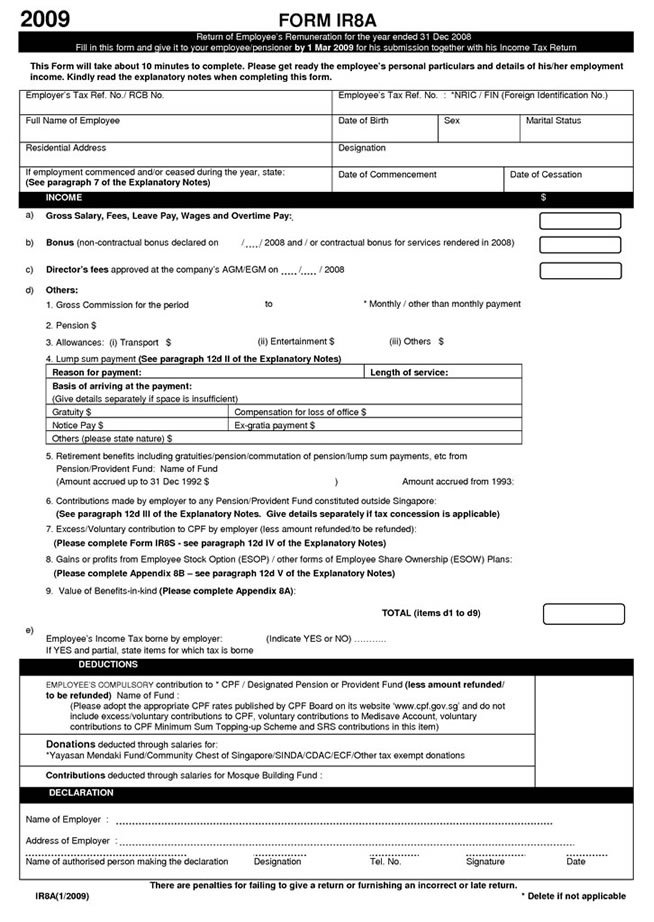 2009
FORM IR8A
Return of Employee's Remuneration for the year ended 31 Dec 2008
Fill in this form and give it to your employee/pensioner by 1 Mar 2009 for his submission together with his Income Tax Return
This Form will take about 10 minutes to complete. Please get ready the employee's personal particulars and details of his/her employment
income. Kindly read the explanatory notes when completing this form.
Employer's Tax Ref. No./ RCB No.
Employee's Tax Ref. No. : *NRIC / FIN (Foreign Identification No.)
Full Name of Employee
Date of Birth
Sex
Marital Status
Residential Address
Designation
If employment commenced and/or ceased during the year, state:
(See paragraph 7 of the Explanatory Notes)
Date of Commencement
Date of Cessation
INCOME $
a) Gross Salary, Fees, Leave Pay, Wages and Overtime Pay:
b) Bonus (non-contractual bonus declared on /..../ 2008 and / or contractual bonus for services rendered in 2008)
c) Director's fees approved at the company's AGM/EGM on ..... /..... / 2008
d) Others:
1. Gross Commission for the period to * Monthly / other than monthly payment
2. Pension $
3. Allowances: (i) Transport $ (ii) Entertainment $ (iii) Others $
4. Lump sum payment (See paragraph 12d II of the Explanatory Notes)
Reason for payment: Length of service:
Basis of arriving at the payment:
(Give details separately if space is insufficient)
Gratuity $ Compensation for loss of office $
Notice Pay $ Ex-gratia payment $
Others (please state nature) $
5. Retirement benefits including gratuities/pension/commutation of pension/lump sum payments, etc from
Pension/Provident Fund: Name of Fund
(Amount accrued up to 31 Dec 1992 $ ) Amount accrued from 1993:
6. Contributions made by employer to any Pension/Provident Fund constituted outside Singapore:
(See paragraph 12d III of the Explanatory Notes. Give details separately if tax concession is applicable)
7. Excess/Voluntary contribution to CPF by employer (less amount refunded/to be refunded):
(Please complete Form IR8S - see paragraph 12d IV of the Explanatory Notes)
8. Gains or profits from Employee Stock Option (ESOP) / other forms of Employee Share Ownership (ESOW) Plans:
(Please complete Appendix 8B – see paragraph 12d V of the Explanatory Notes)
9. Value of Benefits-in-kind (Please complete Appendix 8A):
TOTAL (items d1 to d9)
e)
Employee's Income Tax borne by employer: (Indicate YES or NO) ...........
If YES and partial, state items for which tax is borne
DEDUCTIONS
EMPLOYEE'S COMPULSORY contribution to * CPF / Designated Pension or Provident Fund (less amount refunded/
to be refunded) Name of Fund :
(Please adopt the appropriate CPF rates published by CPF Board on its website 'www.cpf.gov.sg' and do not
include excess/voluntary contributions to CPF, voluntary contributions to Medisave Account, voluntary
contributions to CPF Minimum Sum Topping-up Scheme and SRS contributions in this item)
Donations deducted through salaries for:
*Yayasan Mendaki Fund/Community Chest of Singapore/SINDA/CDAC/ECF/Other tax exempt donations
Contributions deducted through salaries for Mosque Building Fund :
DECLARATION
Name of Employer :
Address of Employer :
Name of authorised person making the declaration Designation Tel. No. Signature Date
There are penalties for failing to give a return or furnishing an incorrect or late return.
IR8A(1/2009) * Delete if not applicable